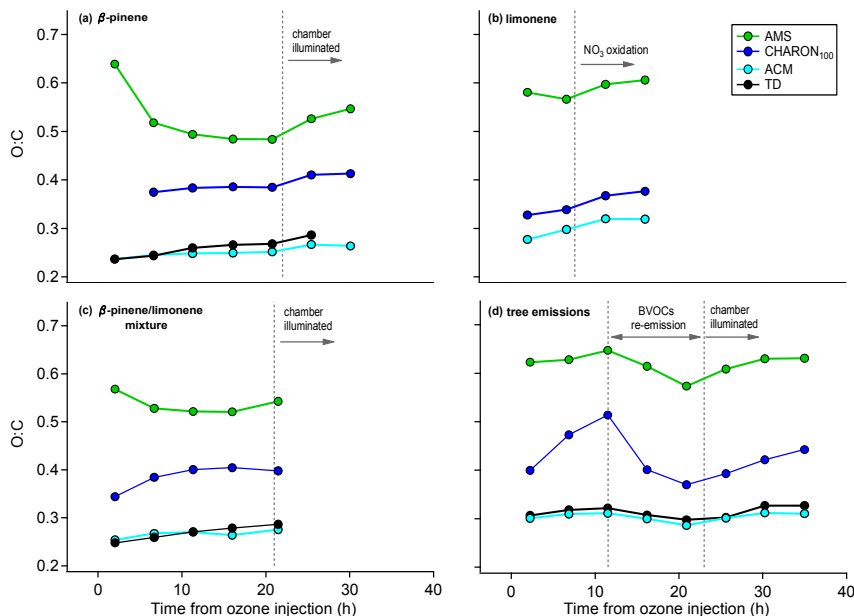 (a) β-pinene
chamber
illuminated
0.7
0.6
0.5
0.4
0.3
0.2
O:C
(b) limonene
NO3 oxidation
AMS
CHARON100
ACM
TD
(c) β-pinene/limonene
mixture
chamber
illuminated
0.7
0.6
0.5
0.4
0.3
0.2
O:C
0
10
20
30
40
Time from ozone injection (h)
(d) tree emissions
BVOCs
re-emission
chamber
illuminated
0
10
20
30
40
Time from ozone injection (h)